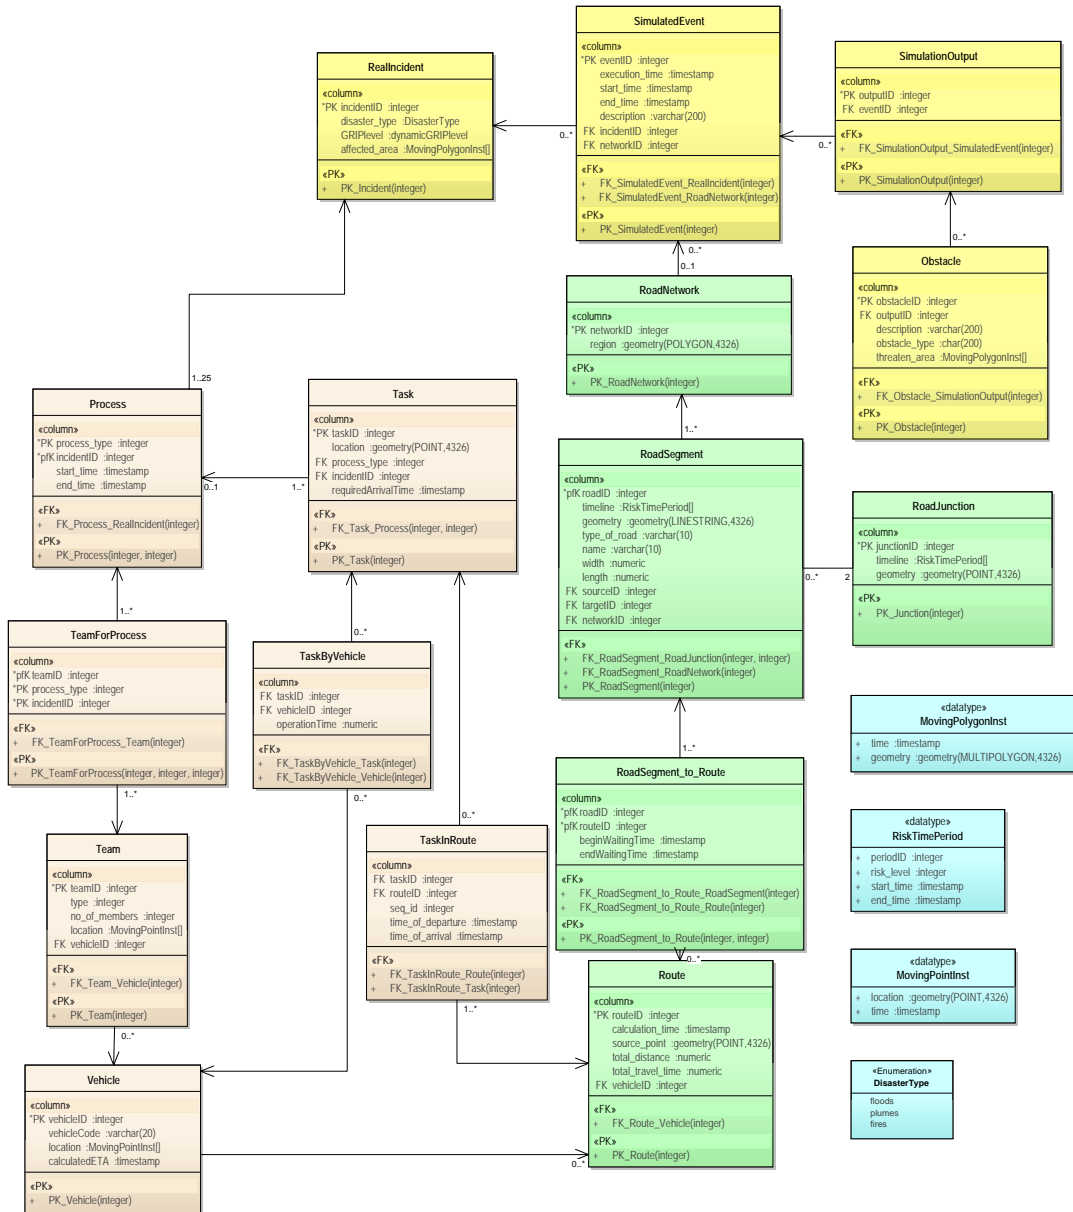 SimulatedEvent
«column»
*PK eventID :integer
execution_time :timestamp
start_time :timestamp
end_time :timestamp
description :varchar(200)
FK incidentID :integer
FK networkID :integer
«FK»
+ FK_SimulatedEvent_RealIncident(integer)
+ FK_SimulatedEvent_RoadNetwork(integer)
«PK»
+ PK_SimulatedEvent(integer)
RealIncident
«column»
*PK incidentID :integer
disaster_type :DisasterType
GRIPlevel :dynamicGRIPlevel
affected_area :MovingPolygonInst[]
«PK»
+ PK_Incident(integer)
SimulationOutput
«column»
*PK outputID :integer
FK eventID :integer
«FK»
+ FK_SimulationOutput_SimulatedEvent(integer)
«PK»
+ PK_SimulationOutput(integer)
0..*
0..*
0..*
0..*
0..1
Obstacle
«column»
*PK obstacleID :integer
FK outputID :integer
description :varchar(200)
obstacle_type :char(200)
threaten_area :MovingPolygonInst[]
«FK»
+ FK_Obstacle_SimulationOutput(integer)
«PK»
+ PK_Obstacle(integer)
RoadNetwork
«column»
*PK networkID :integer
region :geometry(POLYGON,4326)
«PK»
+ PK_RoadNetwork(integer)
1..25
1..*
Process
«column»
*PK process_type :integer
*pfK incidentID :integer
start_time :timestamp
end_time :timestamp
«FK»
+ FK_Process_RealIncident(integer)
«PK»
+ PK_Process(integer, integer)
0..1
1..*
Task
«column»
*PK taskID :integer
location :geometry(POINT,4326)
FK process_type :integer
FK incidentID :integer
requiredArrivalTime :timestamp
«FK»
+ FK_Task_Process(integer, integer)
«PK»
+ PK_Task(integer)
RoadSegment
«column»
*pfK roadID :integer
timeline :RiskTimePeriod[]
geometry :geometry(LINESTRING,4326)
type_of_road :varchar(10)
name :varchar(10)
width :numeric
length :numeric
FK sourceID :integer
FK targetID :integer
FK networkID :integer
«FK»
+ FK_RoadSegment_RoadJunction(integer, integer)
+ FK_RoadSegment_RoadNetwork(integer)
+ PK_RoadSegment(integer)
0..*
2
RoadJunction
«column»
*PK junctionID :integer
timeline :RiskTimePeriod[]
geometry :geometry(POINT,4326)
«PK»
+ PK_Junction(integer)
1..*
0..*
TeamForProcess
«column»
*pfK teamID :integer
*PK process_type :integer
*PK incidentID :integer
«FK»
+ FK_TeamForProcess_Team(integer)
«PK»
+ PK_TeamForProcess(integer, integer, integer)
TaskByVehicle
«column»
FK taskID :integer
FK vehicleID :integer
operationTime :numeric
«FK»
+ FK_TaskByVehicle_Task(integer)
+ FK_TaskByVehicle_Vehicle(integer)
«datatype»
MovingPolygonInst
+ time :timestamp
+ geometry :geometry(MULTIPOLYGON,4326)
1..*
1..*
0..*
0..*
RoadSegment_to_Route
«column»
*pfK roadID :integer
*pfK routeID :integer
beginWaitingTime :timestamp
endWaitingTime :timestamp
«FK»
+ FK_RoadSegment_to_Route_RoadSegment(integer)
+ FK_RoadSegment_to_Route_Route(integer)
«PK»
+ PK_RoadSegment_to_Route(integer, integer)
0..*
«datatype»
RiskTimePeriod
+ periodID :integer
+ risk_level :integer
+ start_time :timestamp
+ end_time :timestamp
Team
«column»
*PK teamID :integer
type :integer
no_of_members :integer
location :MovingPointInst[]
FK vehicleID :integer
«FK»
+ FK_Team_Vehicle(integer)
«PK»
+ PK_Team(integer)
TaskInRoute
«column»
FK taskID :integer
FK routeID :integer
seq_id :integer
time_of_departure :timestamp
time_of_arrival :timestamp
«FK»
+ FK_TaskInRoute_Route(integer)
+ FK_TaskInRoute_Task(integer)
1..*
0..*
Route
«column»
*PK routeID :integer
calculation_time :timestamp
source_point :geometry(POINT,4326)
total_distance :numeric
total_travel_time :numeric
FK vehicleID :integer
«FK»
+ FK_Route_Vehicle(integer)
«PK»
+ PK_Route(integer)
«datatype»
MovingPointInst
+ location :geometry(POINT,4326)
+ time :timestamp
Vehicle
«column»
*PK vehicleID :integer
vehicleCode :varchar(20)
location :MovingPointInst[]
calculatedETA :timestamp
«PK»
+ PK_Vehicle(integer)
0..*
«Enumeration»
DisasterType
floods
plumes
fires